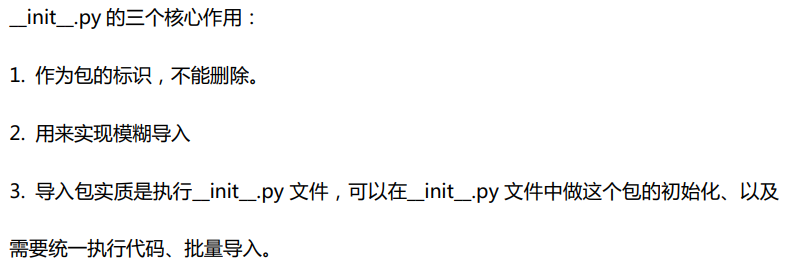 __init__.py 的三个核心作用：
1. 作为包的标识，不能删除。
2. 用来实现模糊导入
3. 导入包实质是执行__init__.py 文件，可以在__init__.py 文件中做这个包的初始化、以及
需要统一执行代码、批量导入。